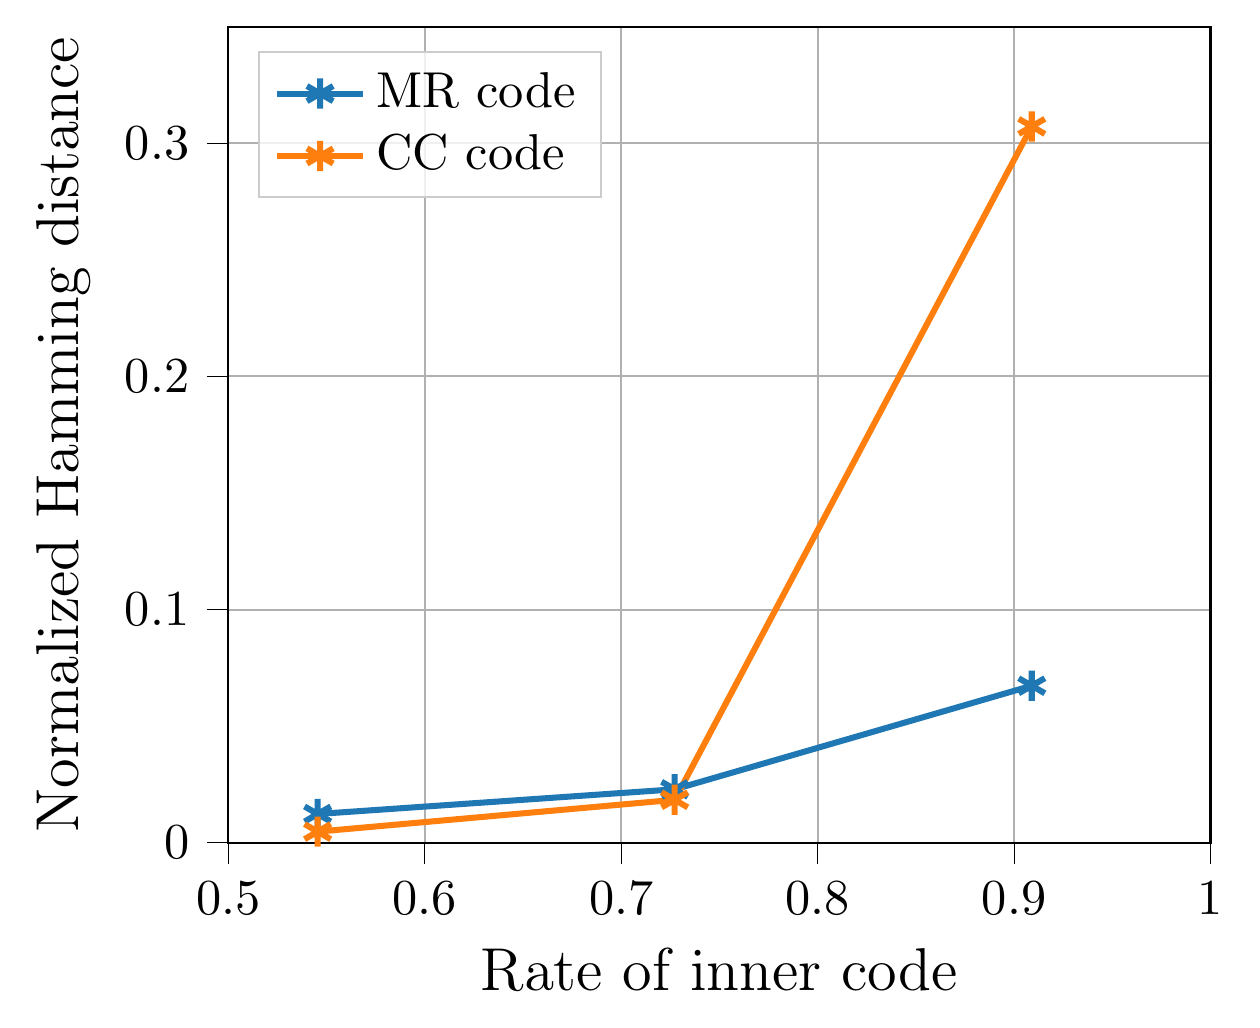 MR code
CC code
Normalized Hamming distance
0.3
0.2
0.1
0
0.5 0.6 0.7 0.8 0.9 1
Rate of inner code